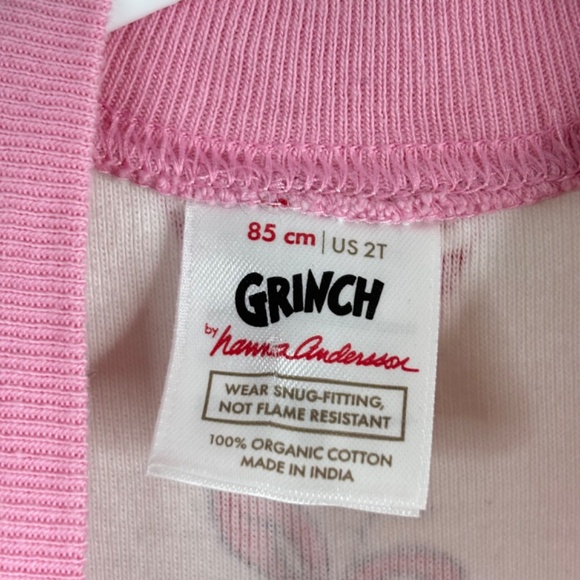 85 cm | US 2T
GRINCH
by hanna andersson
WEAR SNUG-FITTING,
NOT FLAME RESISTANT
100% ORGANIC COTTON
MADE IN INDIA